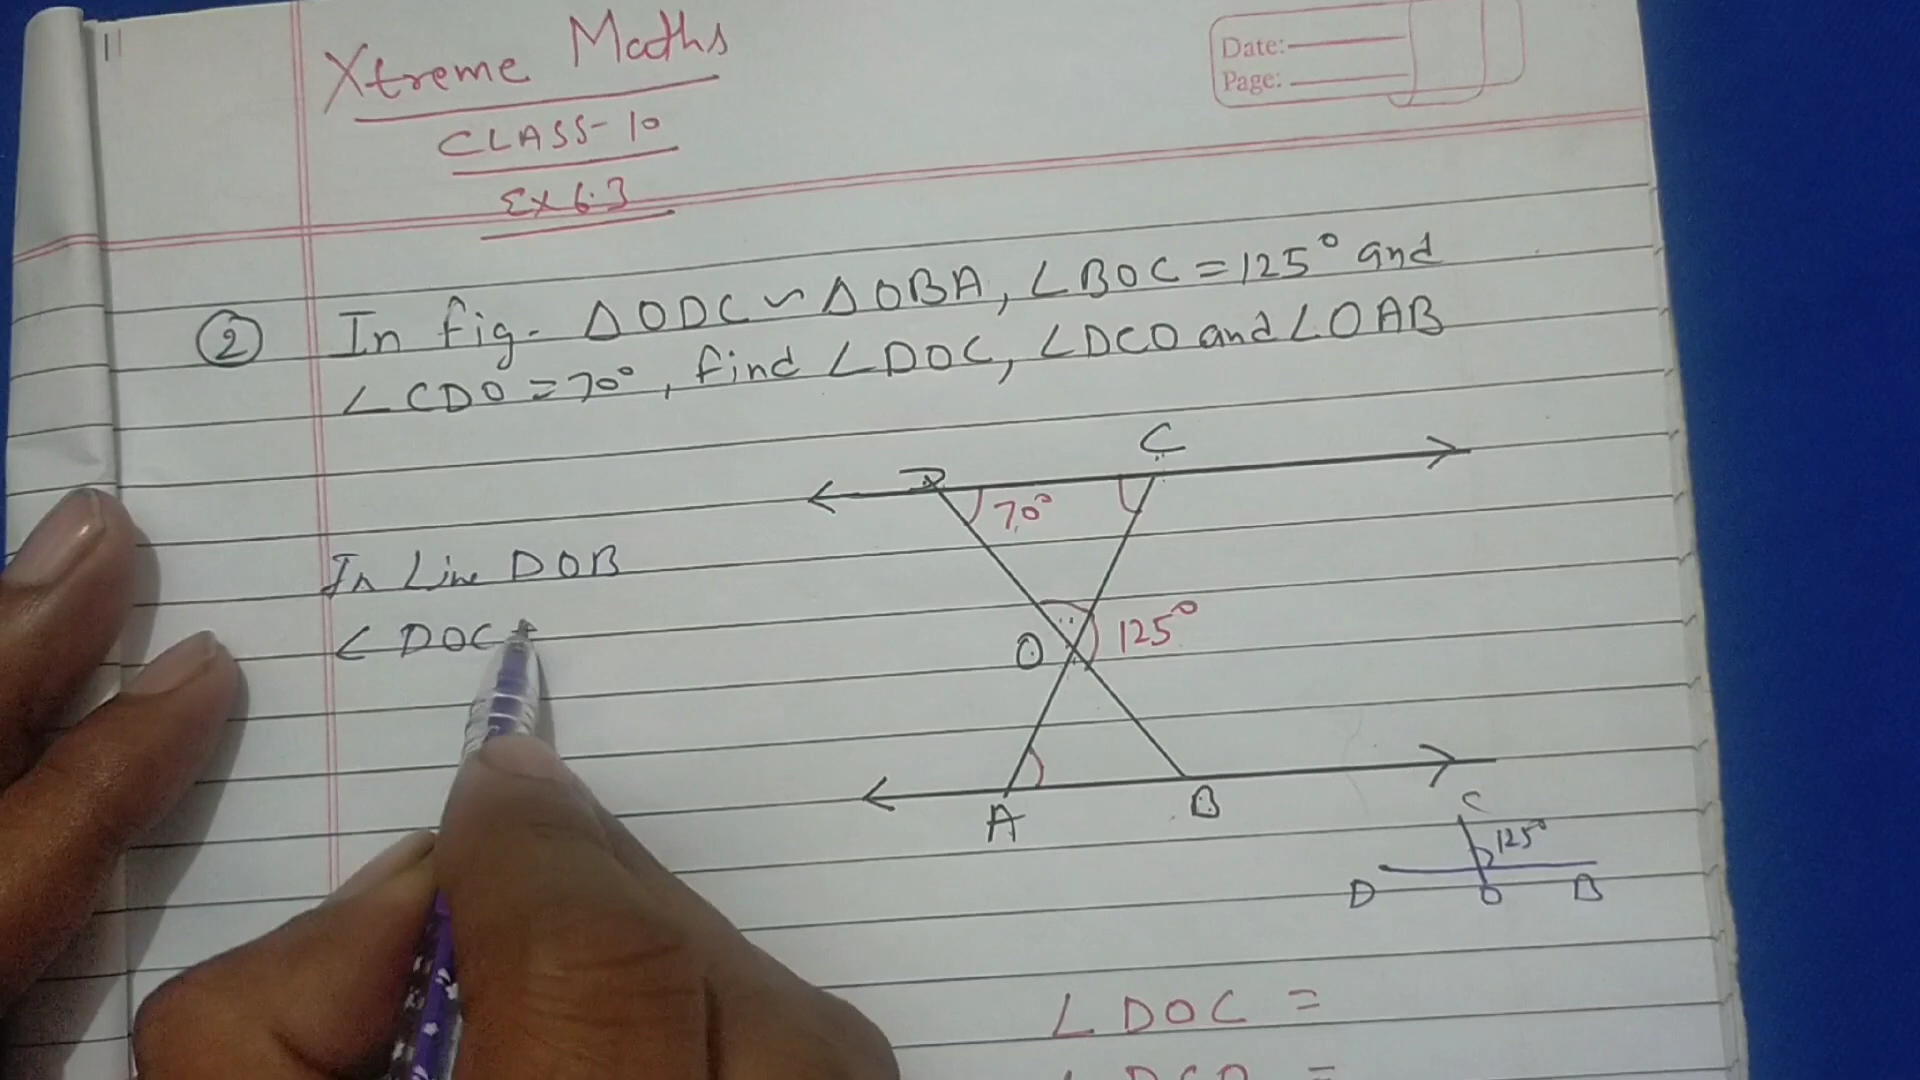 Xtreme Maths
Date:
Page:
CLASS-10
Ex 6.3
② In fig. ΔODC ~ ΔOBA, ∠BOC = 125° and
∠CDO = 70°, find ∠DOC, ∠DCO and ∠OAB
C
D
70°
In Line DOB
∠DOC +
O
125°
A
B
C
125°
D
O
B
∠DOC =
∠DCO =